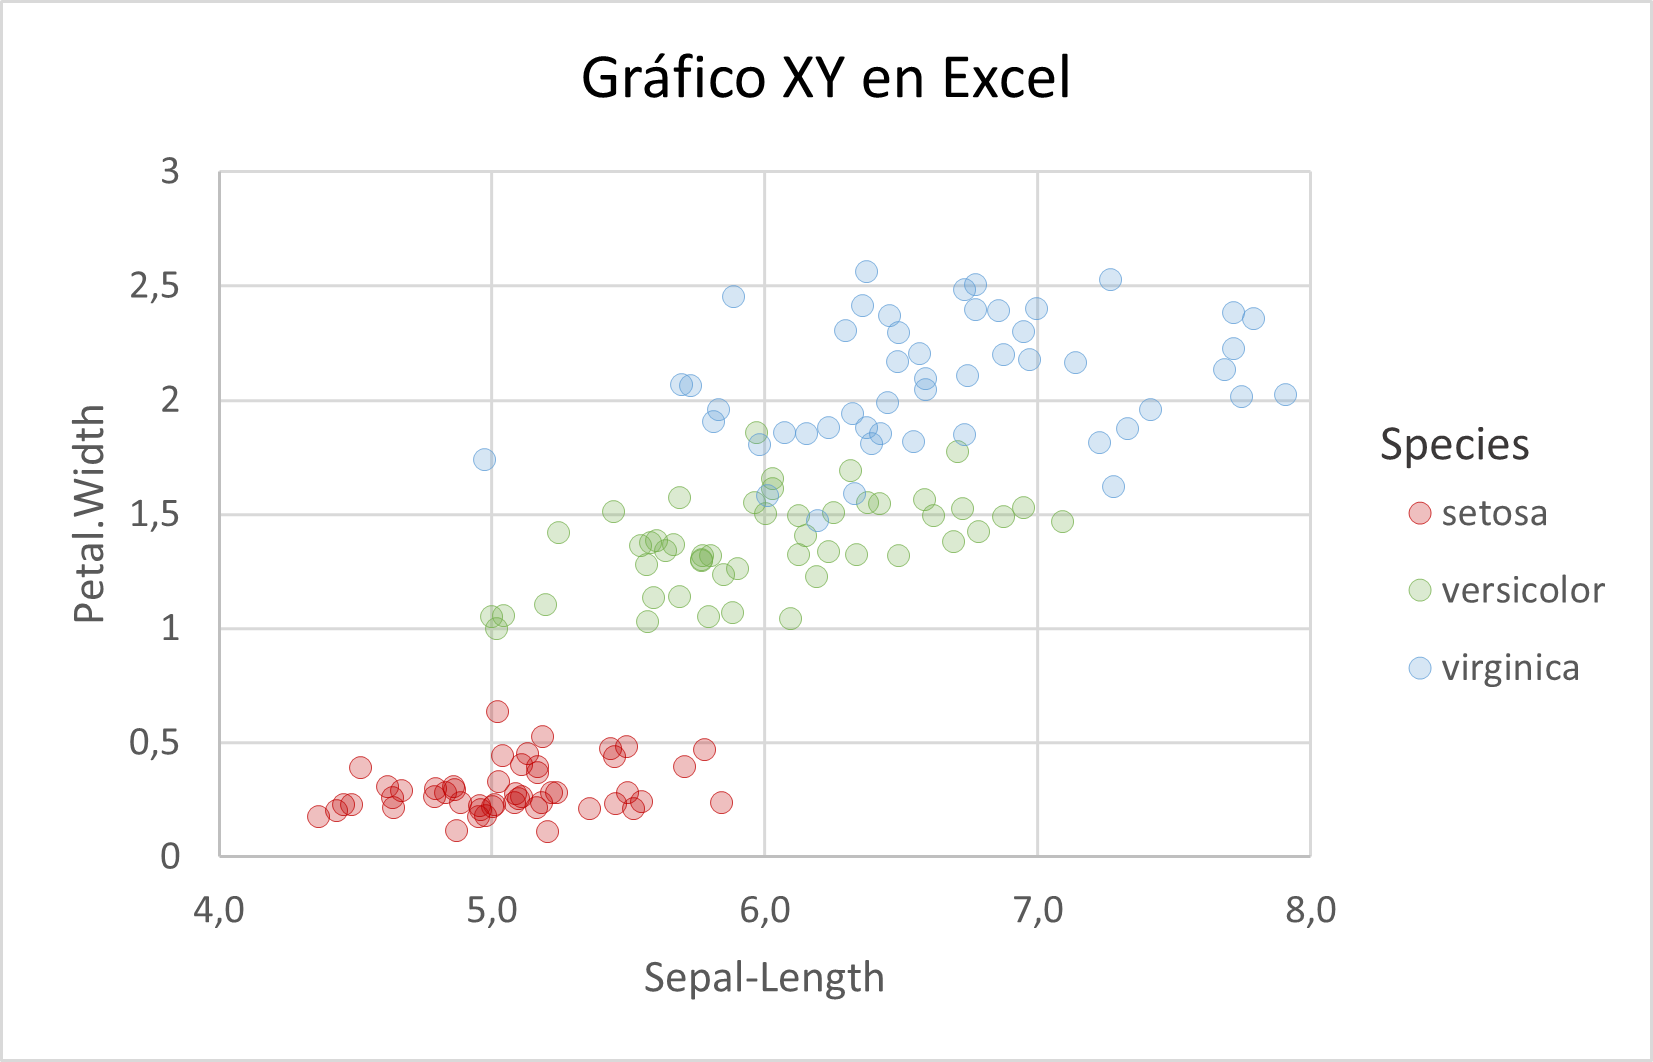 Gráfico XY en Excel
3
2,5
2
1,5
1
0,5
0
Petal.Width
4,0 5,0 6,0 7,0 8,0
Sepal-Length
Species
setosa
versicolor
virginica